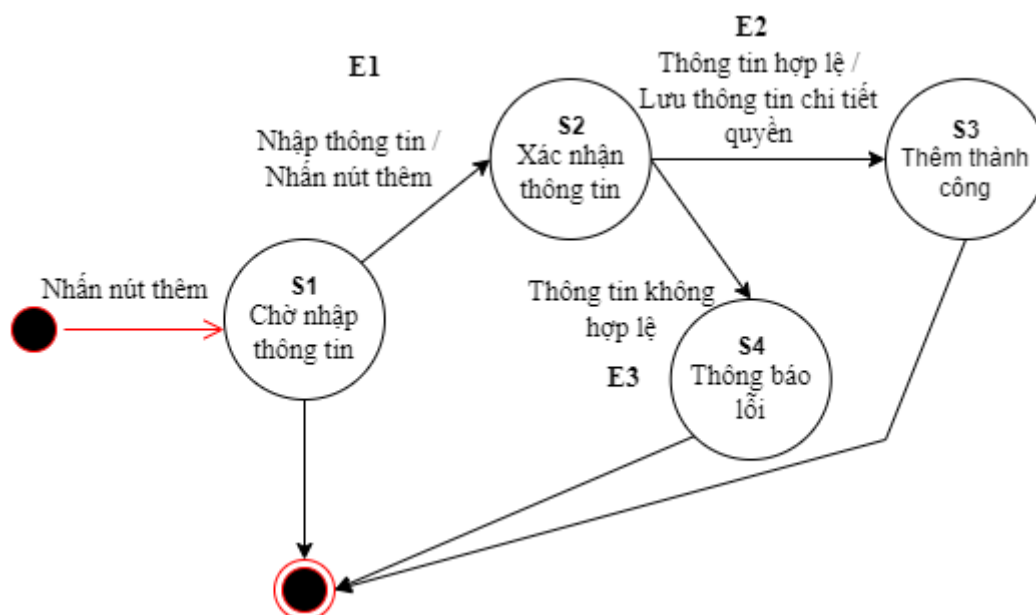 E1
Nhập thông tin /
Nhấn nút thêm
E2
Thông tin hợp lệ /
Lưu thông tin chi tiết
quyền
S2
Xác nhận
thông tin
S3
Thêm thành
công
Nhấn nút thêm
S1
Chờ nhập
thông tin
Thông tin không
hợp lệ
E3
S4
Thông báo
lỗi